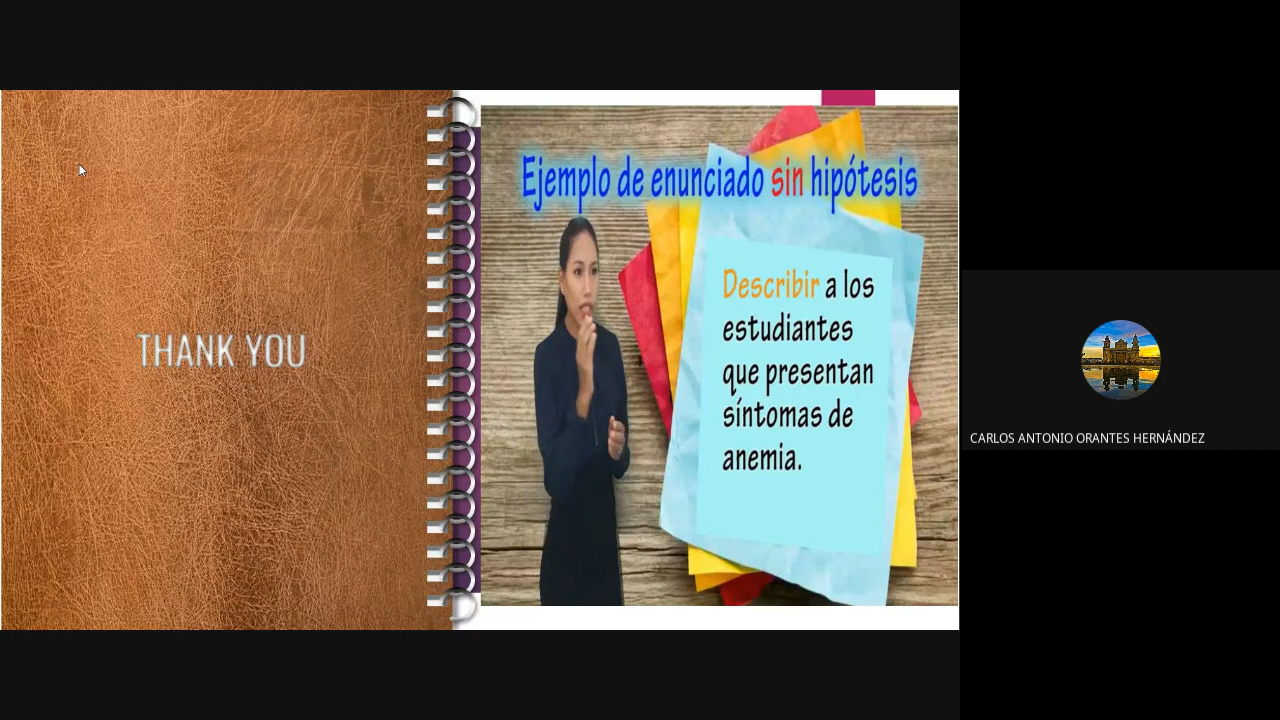 THANK YOU
Ejemplo de enunciado sin hipótesis
Describir a los
estudiantes
que presentan
síntomas de
anemia.
CARLOS ANTONIO ORANTES HERNÁNDEZ